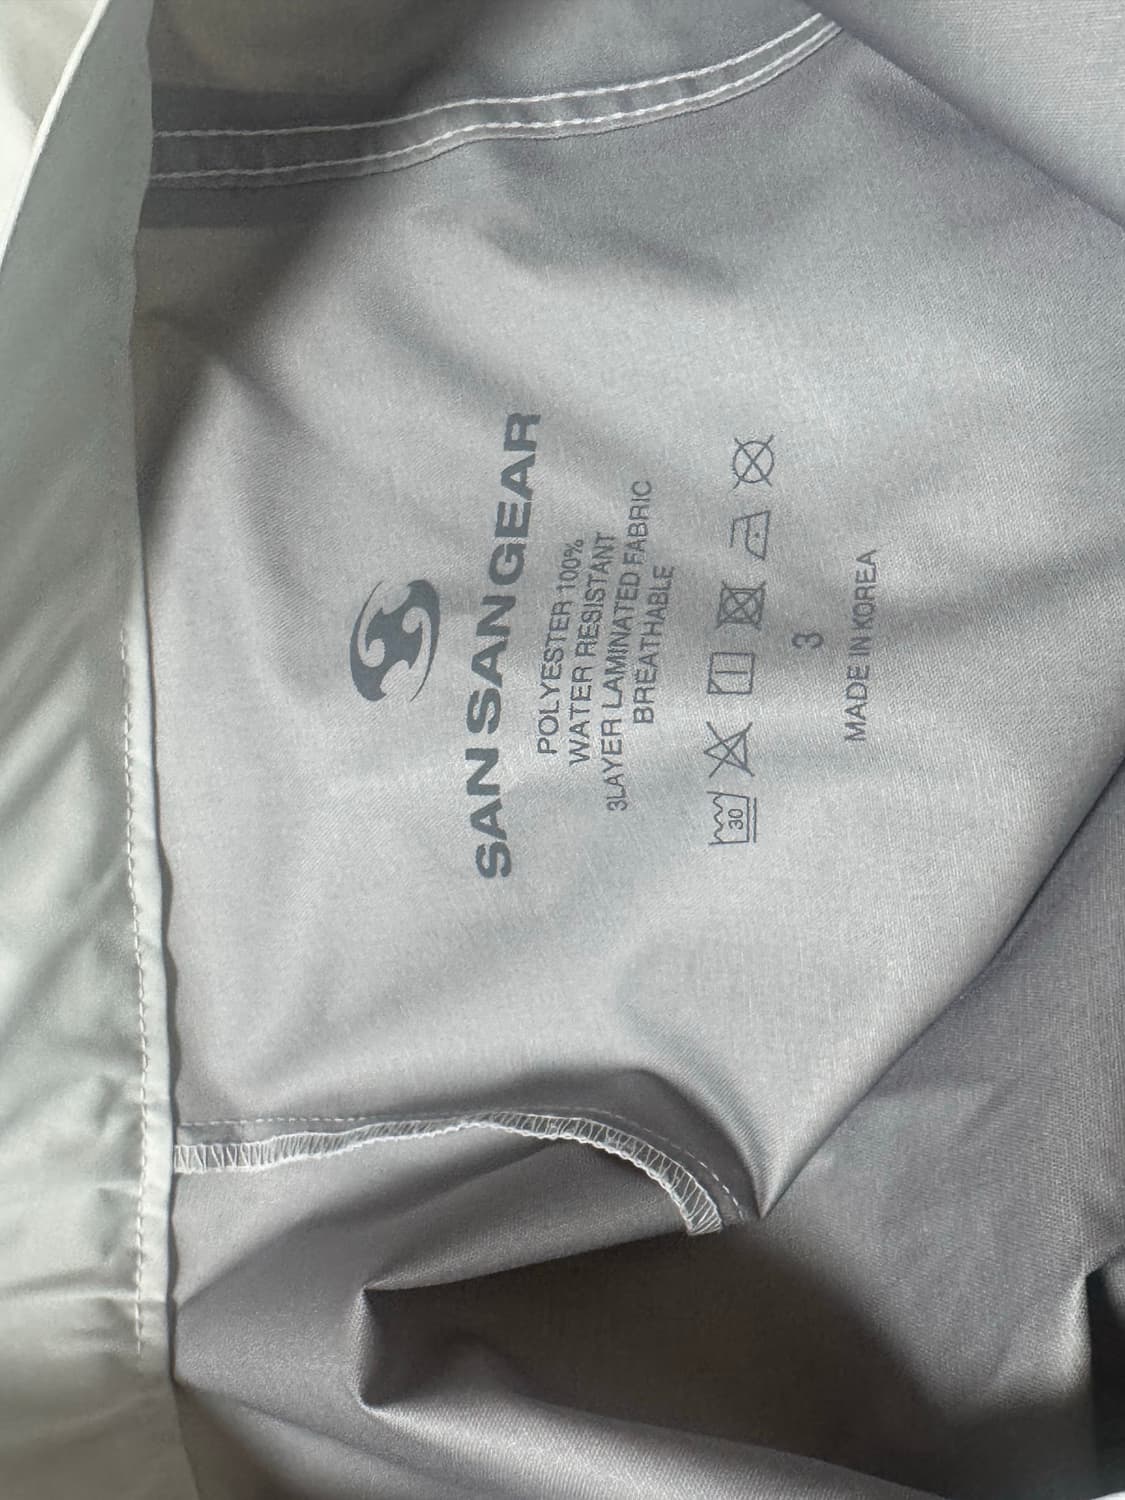 SAN SAN GEAR
POLYESTER 100%
WATER RESISTANT
3LAYER LAMINATED FABRIC
BREATHABLE
30
3
MADE IN KOREA